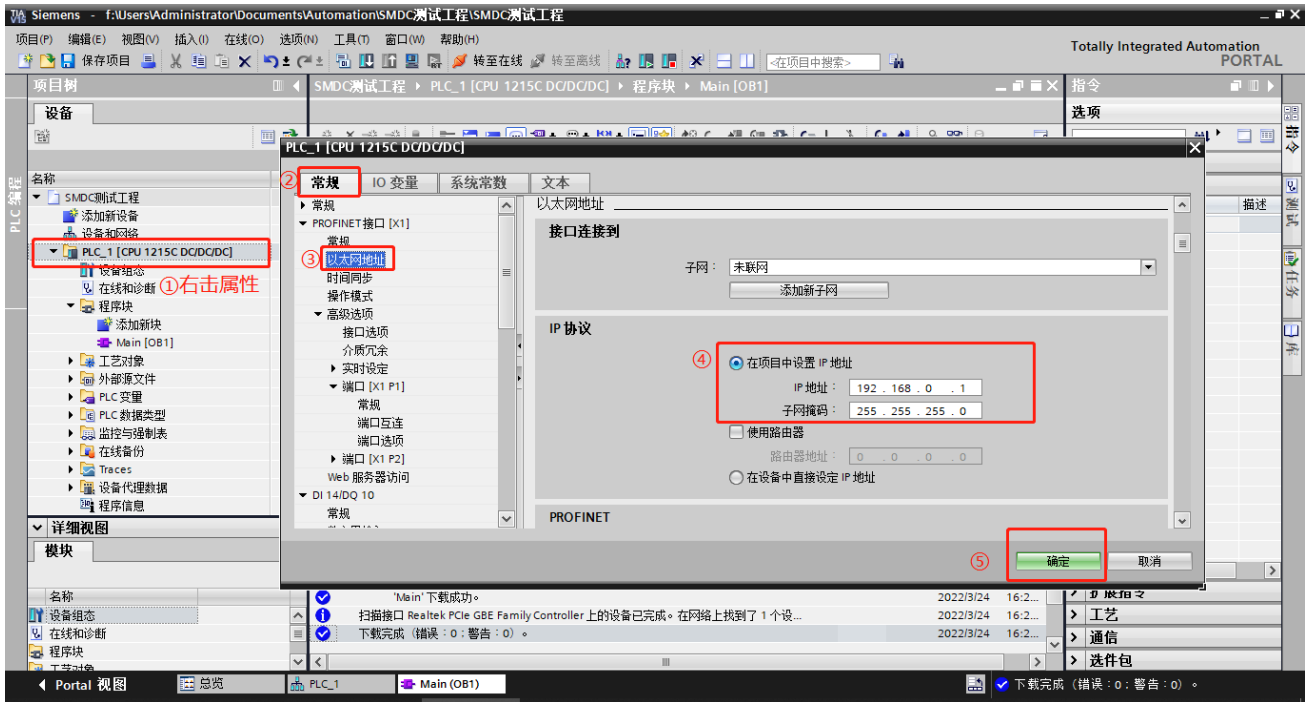 Siemens - f:\Users\Administrator\Documents\Automation\SMDC测试工程\SMDC测试工程
项目(P) 编辑(E) 视图(V) 插入(I) 在线(O) 选项(N) 工具(T) 窗口(W) 帮助(H)
Totally Integrated Automation
PORTAL
保存项目 转至在线 转至离线 <在项目中搜索>
项目树
SMDC测试工程 PLC_1 [CPU 1215C DC/DC/DC] 程序块 Main [OB1]
指令
设备
选项
PLC_1 [CPU 1215C DC/DC/DC]
PLC 编程
名称
SMDC测试工程
添加新设备
设备和网络
PLC_1 [CPU 1215C DC/DC/DC]
设备组态
在线和诊断
①右击属性
程序块
添加新块
Main [OB1]
工艺对象
外部源文件
PLC 变量
PLC 数据类型
监控与强制表
在线备份
Traces
设备代理数据
程序信息
② 常规 IO 变量 系统常数 文本
常规
PROFINET接口 [X1]
常规
③ 以太网地址
时间同步
操作模式
高级选项
接口选项
介质冗余
实时设定
端口 [X1 P1]
常规
端口互连
端口选项
端口 [X1 P2]
Web 服务器访问
DI 14/DQ 10
常规
以太网地址
接口连接到
子网： 未联网
添加新子网
IP 协议
④ 在项目中设置 IP 地址
IP 地址： 192 . 168 . 0 . 1
子网掩码： 255 . 255 . 255 . 0
使用路由器
路由器地址： 0 . 0 . 0 . 0
在设备中直接设定 IP 地址
PROFINET
⑤ 确定 取消
描述
指令
测试
任务
库
详细视图
模块
名称
设备组态
在线和诊断
程序块
工艺对象
'Main' 下载成功。 2022/3/24 16:2...
扫描接口 Realtek PCIe GBE Family Controller 上的设备已完成。在网络上找到了 1 个设... 2022/3/24 16:2...
下载完成（错误：0；警告：0）。 2022/3/24 16:2...
扩展指令
工艺
通信
选件包
Portal 视图 总览 PLC_1 Main (OB1) 下载完成（错误：0；警告：0）。